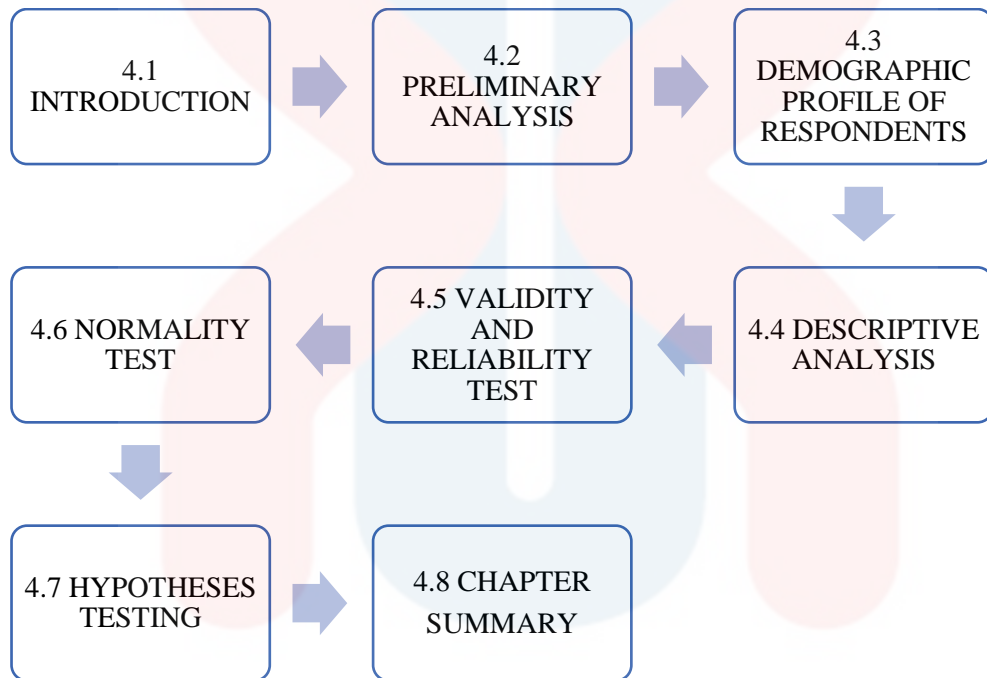 4.1
INTRODUCTION
4.2
PRELIMINARY
ANALYSIS
4.3
DEMOGRAPHIC
PROFILE OF
RESPONDENTS
4.4 DESCRIPTIVE
ANALYSIS
4.5 VALIDITY
AND
RELIABILITY
TEST
4.6 NORMALITY
TEST
4.7 HYPOTHESES
TESTING
4.8 CHAPTER
SUMMARY